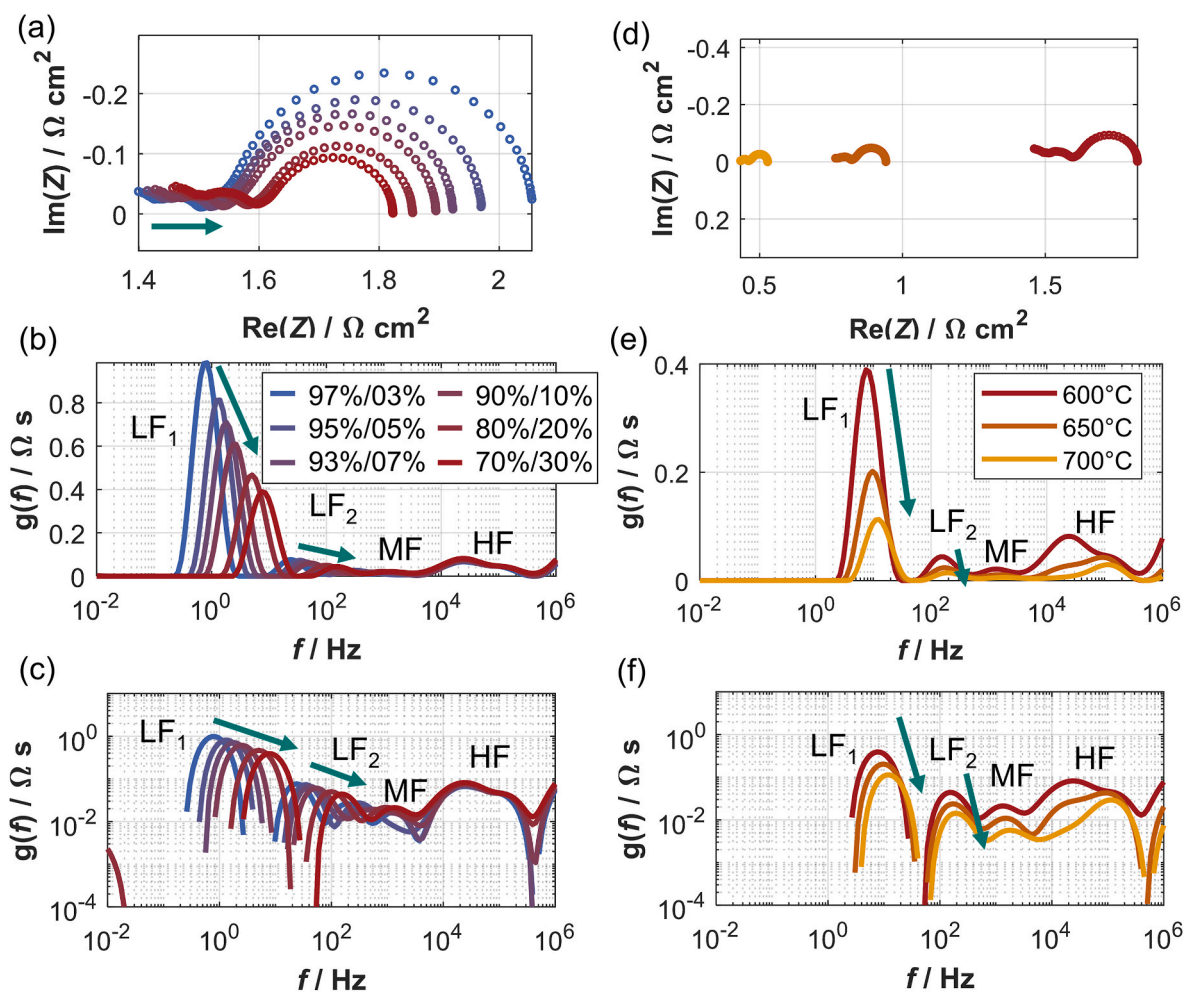 (a)
-0.2
-0.1
0
Im(Z) / Ω cm²
1.4
1.6
1.8
2
Re(Z) / Ω cm²
(b)
0.8
0.6
0.4
0.2
0
g(f) / Ω s
LF₁
97%/03%
90%/10%
95%/05%
80%/20%
93%/07%
70%/30%
LF₂
MF
HF
10⁻²
10⁰
10²
10⁴
10⁶
f / Hz
(c)
10⁰
10⁻²
10⁻⁴
g(f) / Ω s
LF₁
LF₂
MF
HF
10⁻²
10⁰
10²
10⁴
10⁶
f / Hz
(d)
-0.4
-0.2
0
0.2
Im(Z) / Ω cm²
0.5
1
1.5
Re(Z) / Ω cm²
(e)
0.4
0.2
0
g(f) / Ω s
LF₁
600°C
650°C
700°C
LF₂
MF
HF
10⁻²
10⁰
10²
10⁴
10⁶
f / Hz
(f)
10⁰
10⁻²
10⁻⁴
g(f) / Ω s
LF₁
LF₂
MF
HF
10⁻²
10⁰
10²
10⁴
10⁶
f / Hz